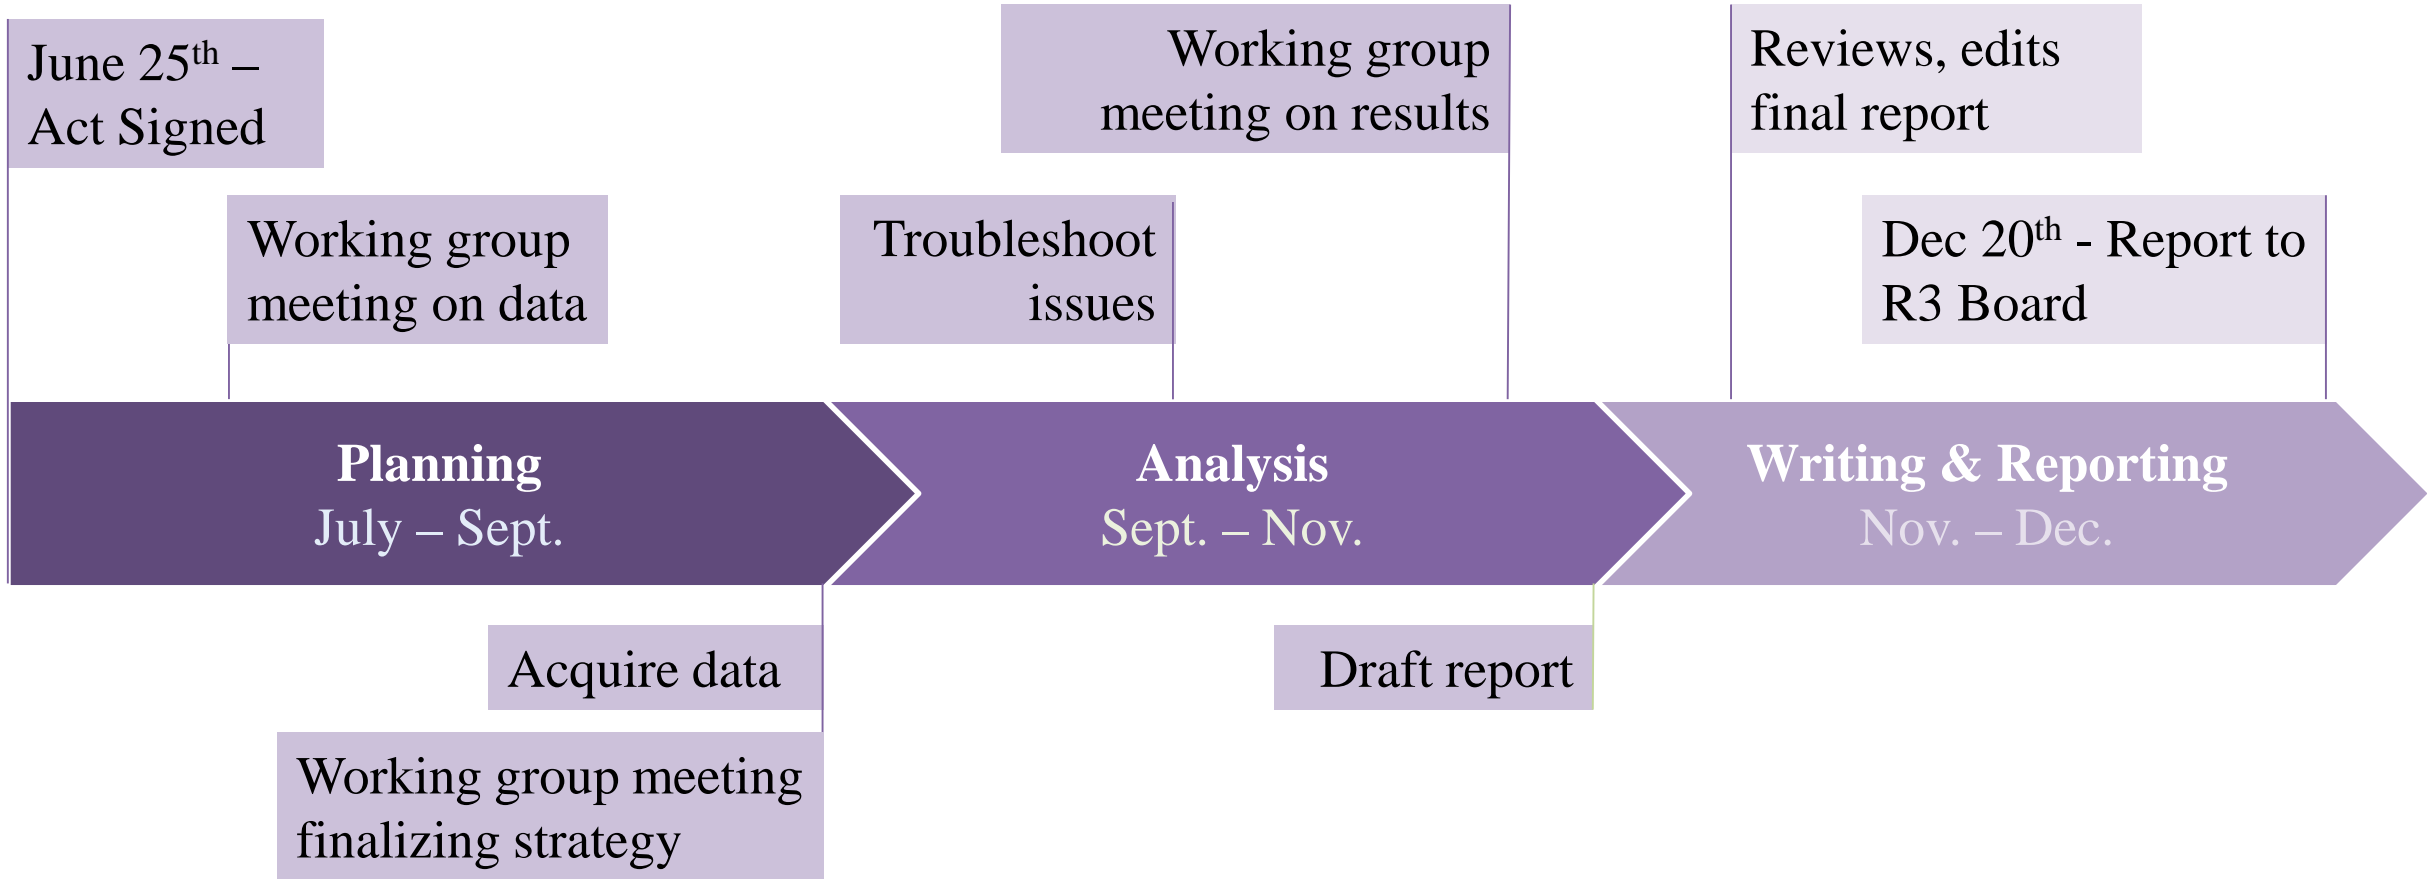 June 25th –
Act Signed
Working group
meeting on data
Troubleshoot
issues
Working group
meeting on results
Reviews, edits
final report
Dec 20th - Report to
R3 Board
Planning
July – Sept.
Analysis
Sept. – Nov.
Writing & Reporting
Nov. – Dec.
Acquire data
Working group meeting
finalizing strategy
Draft report